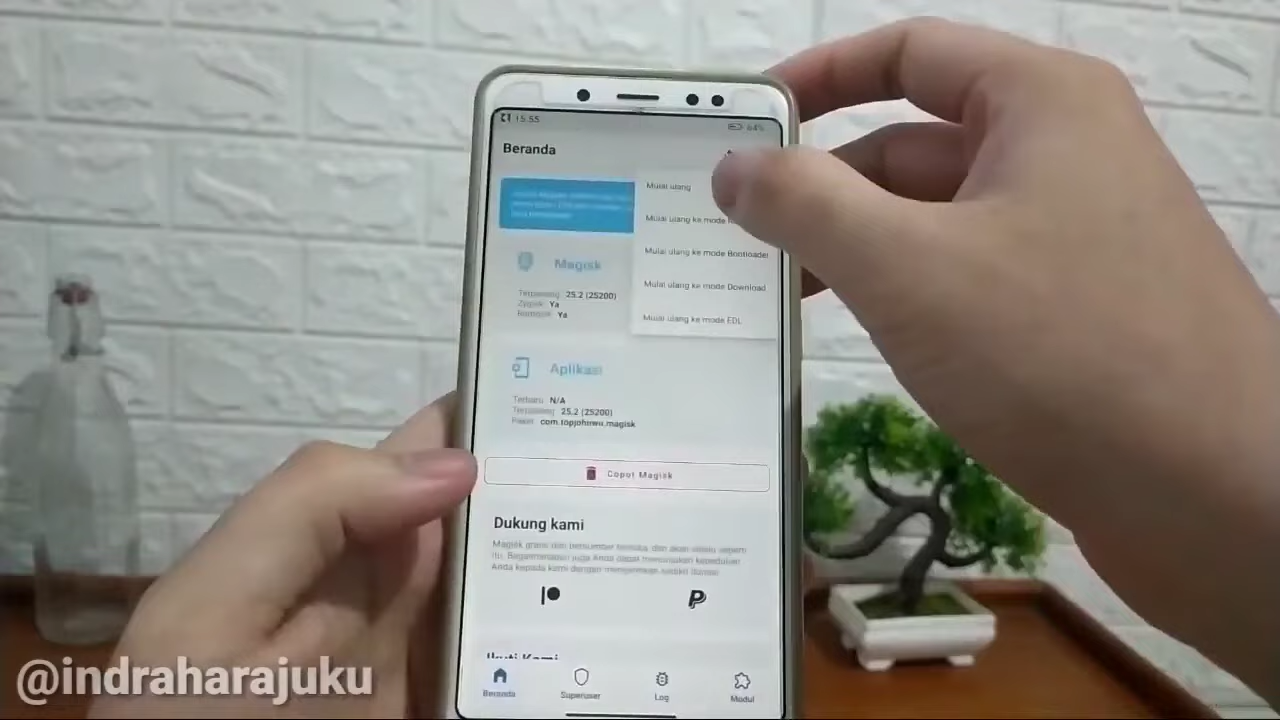 15.55
64%
Beranda
Mulai ulang
Mulai ulang ke mode
Mulai ulang ke mode Bootloader
Mulai ulang ke mode Download
Mulai ulang ke mode EDL
Magisk
Terpasang 25.2 (25200)
Zygisk Ya
Ramdisk Ya
Aplikasi
Terbaru N/A
Terpasang 25.2 (25200)
Paket com.topjohnwu.magisk
Copot Magisk
Dukung kami
Magisk gratis dan bersumber terbuka, dan akan selalu seperti
itu. Bagaimanapun juga Anda dapat menunjukan kepedulian
Anda kepada kami dengan mengirimkan sedikit donasi
Ikuti Kami
Beranda
Superuser
Log
Modul
@indraharajuku